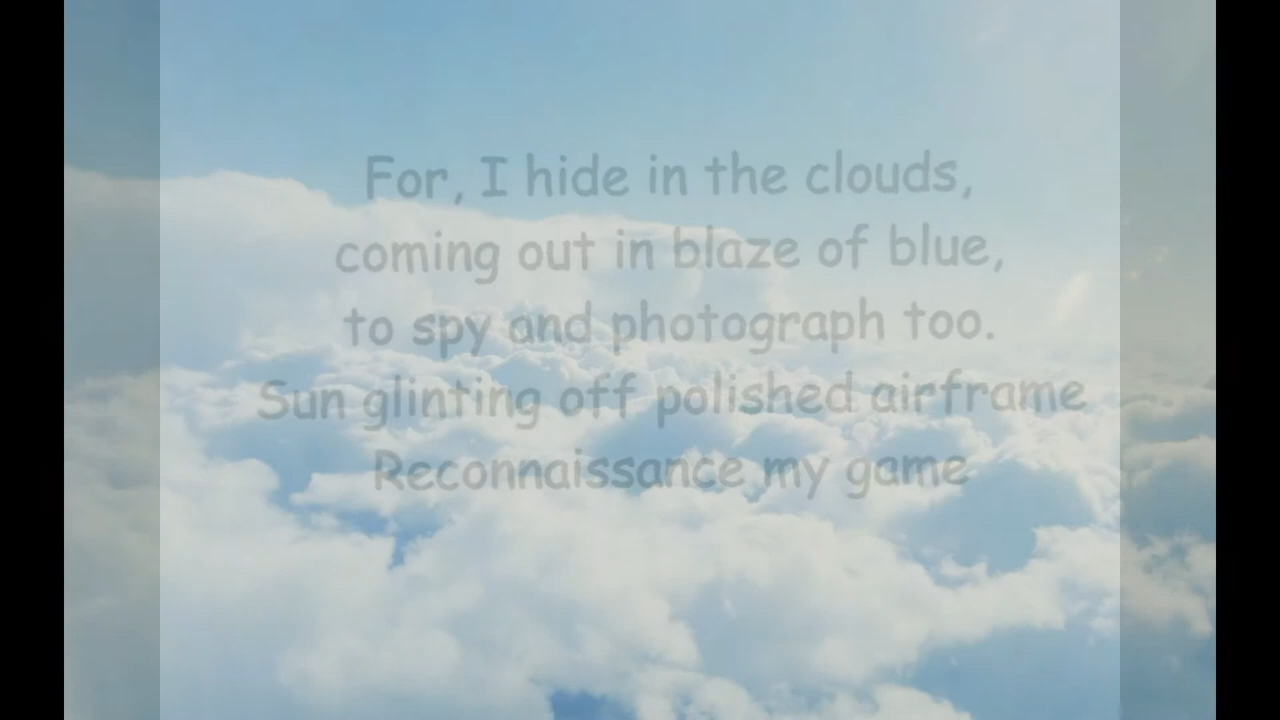 For, I hide in the clouds,
coming out in blaze of blue,
to spy and photograph too.
Sun glinting off polished airframe
Reconnaissance my game